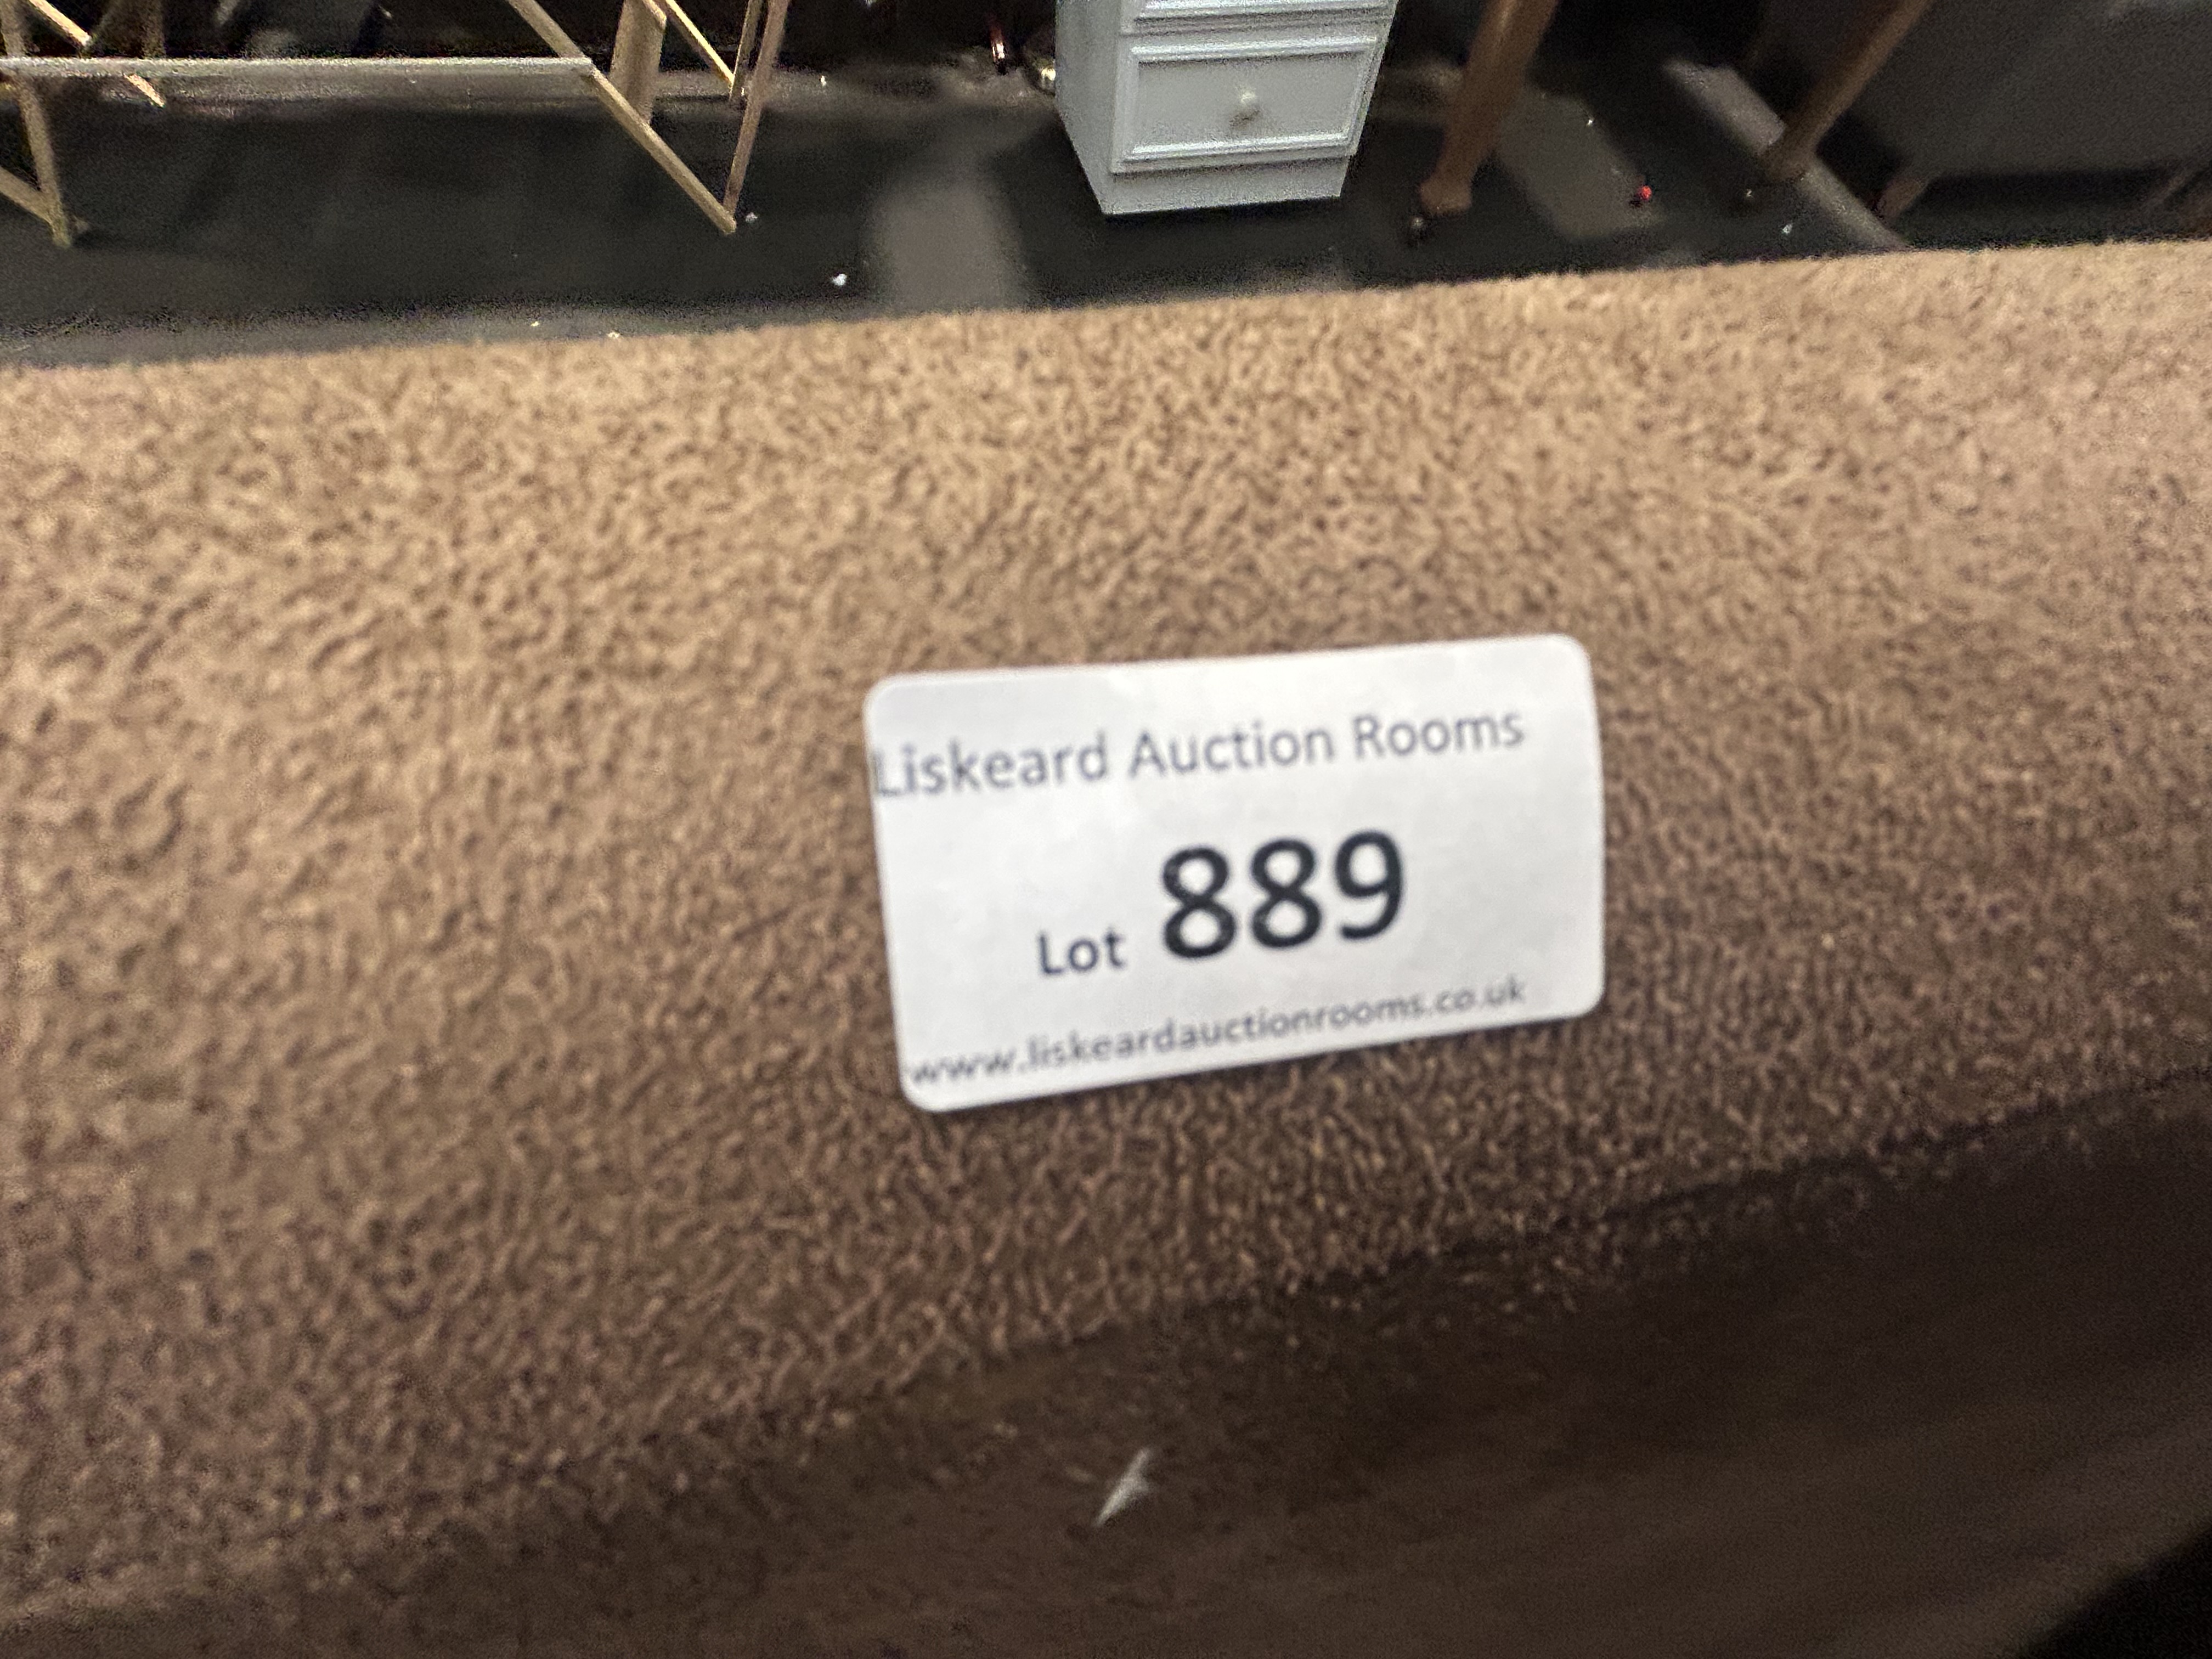 Liskeard Auction Rooms
Lot 889
www.liskeardauctionrooms.co.uk